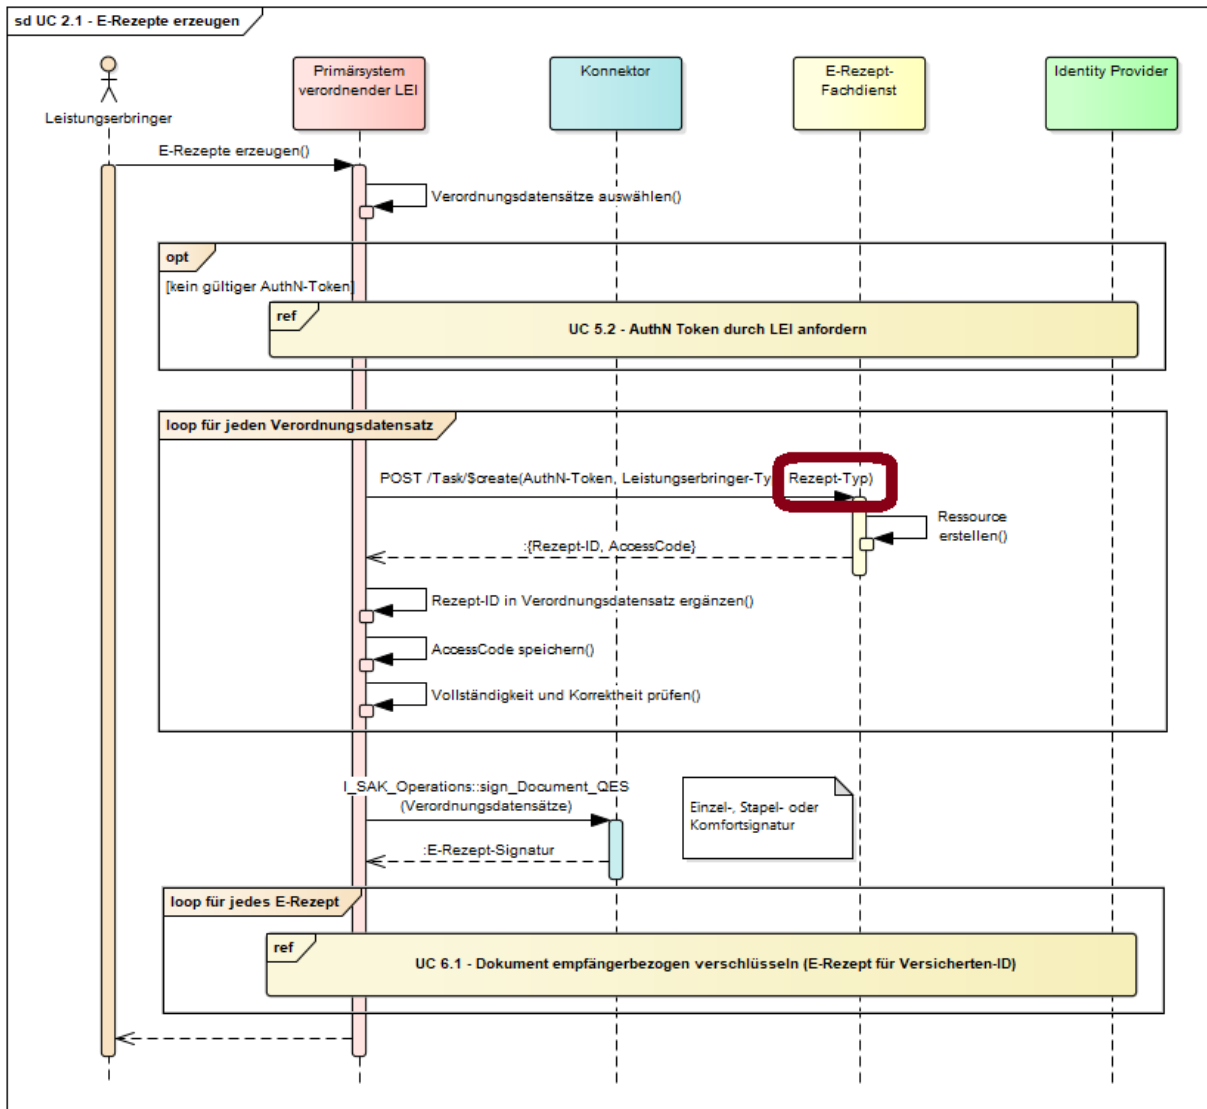 sd UC 2.1 - E-Rezepte erzeugen
Leistungserbringer
Primärsystem
verordnender LEI
Konnektor
E-Rezept-
Fachdienst
Identity Provider
E-Rezepte erzeugen()
Verordnungsdatensätze auswählen()
opt
[kein gültiger AuthN-Token]
ref
UC 5.2 - AuthN Token durch LEI anfordern
loop für jeden Verordnungsdatensatz
POST /Task/$create(AuthN-Token, Leistungserbringer-Ty Rezept-Typ)
Ressource
erstellen()
:{Rezept-ID, AccessCode}
Rezept-ID in Verordnungsdatensatz ergänzen()
AccessCode speichern()
Vollständigkeit und Korrektheit prüfen()
I_SAK_Operations::sign_Document_QES
(Verordnungsdatensätze)
Einzel-, Stapel- oder
Komfortsignatur
:E-Rezept-Signatur
loop für jedes E-Rezept
ref
UC 6.1 - Dokument empfängerbezogen verschlüsseln (E-Rezept für Versicherten-ID)